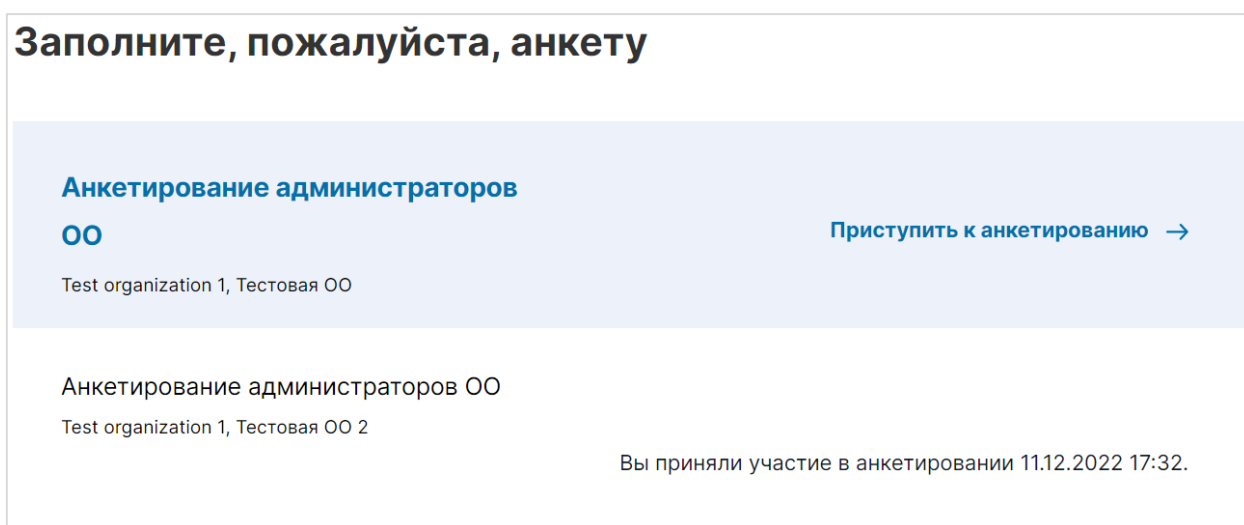 Заполните, пожалуйста, анкету
Анкетирование администраторов
ОО
Приступить к анкетированию →
Test organization 1, Тестовая ОО
Анкетирование администраторов ОО
Test organization 1, Тестовая ОО 2
Вы приняли участие в анкетировании 11.12.2022 17:32.